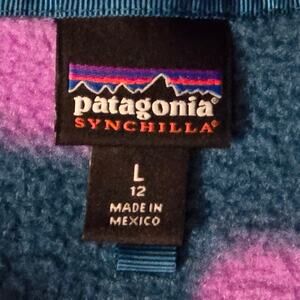 patagonia®
SYNCHILLA®
L
12
MADE IN
MEXICO